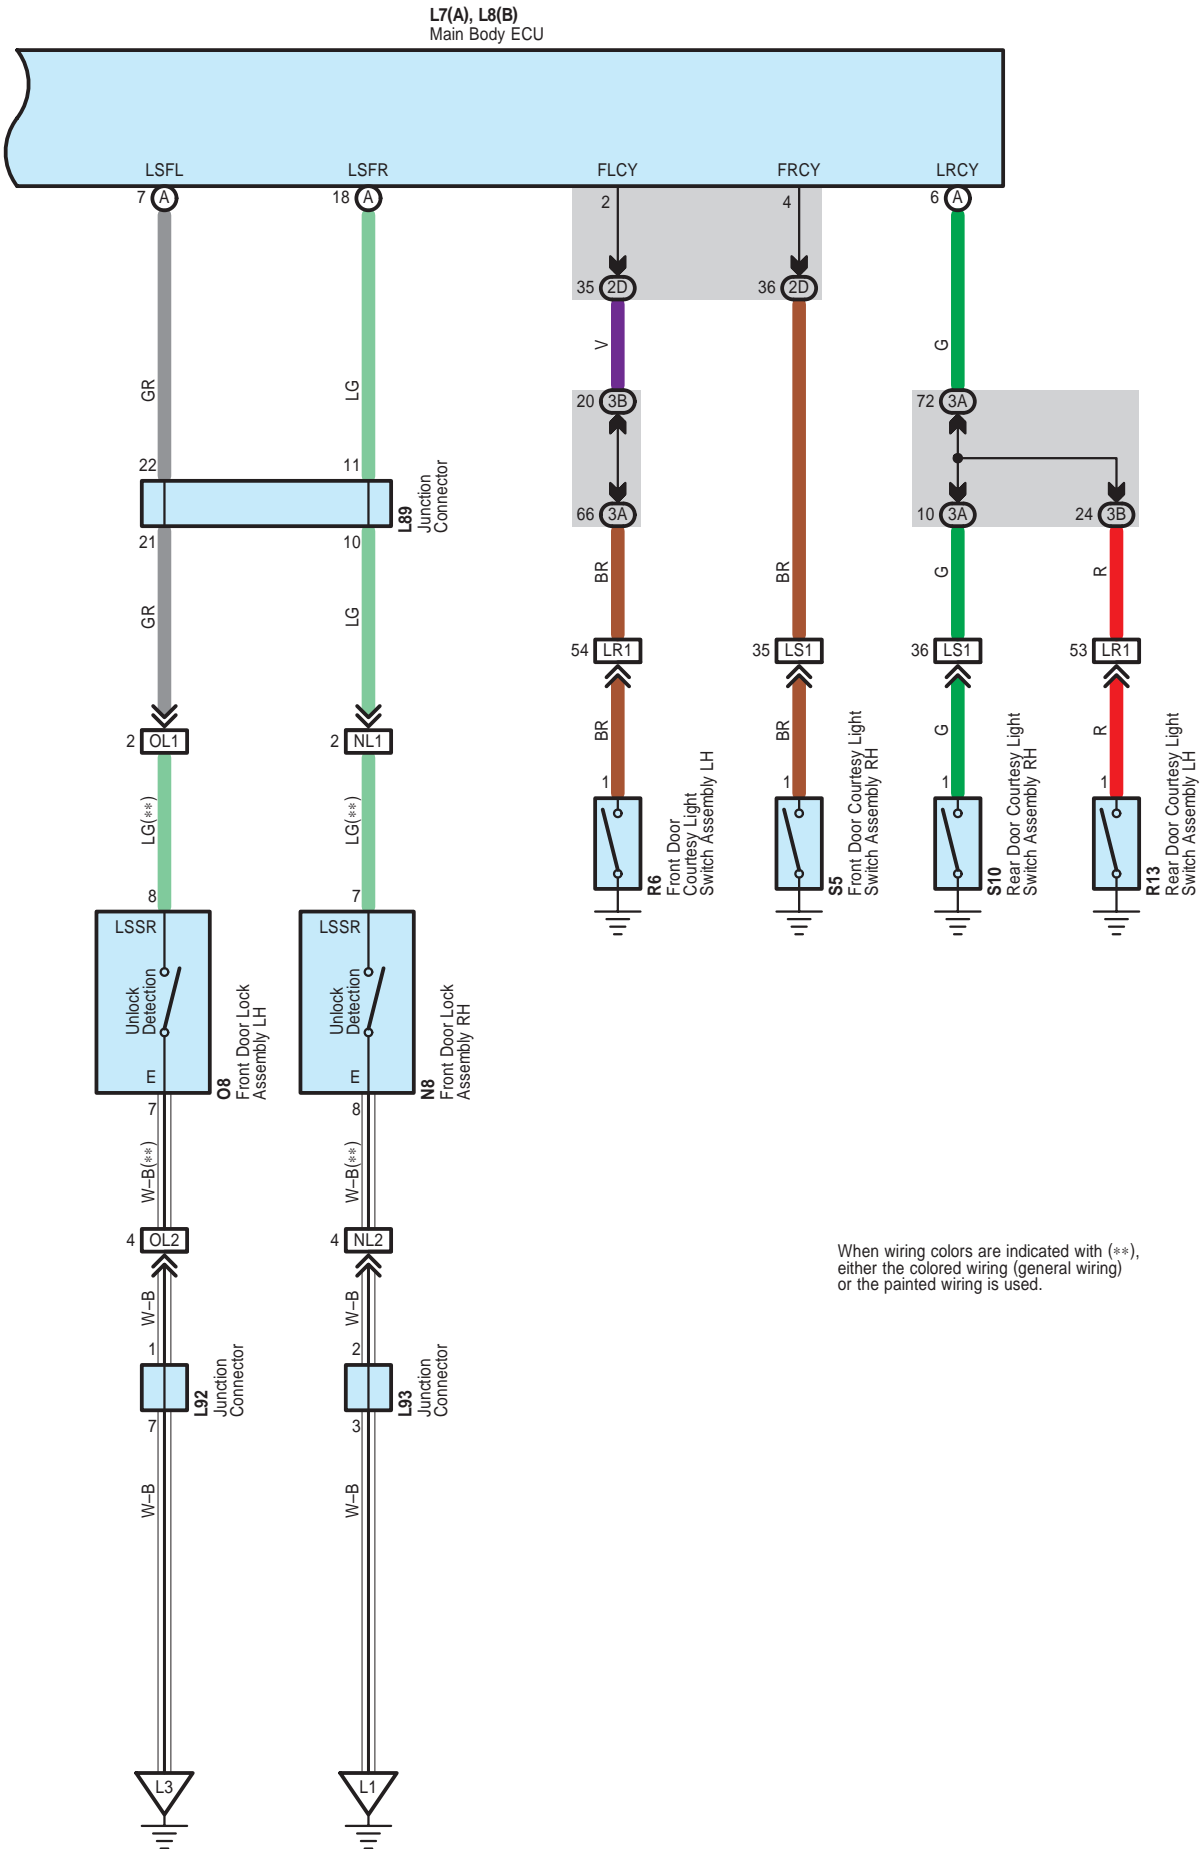 L7(A), L8(B)
Main Body ECU
LSFL
LSFR
FLCY
FRCY
LRCY
7 A
18 A
2
4
6 A
35 2D
36 2D
GR
LG
V
G
20 3B
72 3A
22
11
L89
Junction
Connector
66 3A
10 3A
24 3B
21
10
GR
LG
BR
BR
G
R
54 LR1
35 LS1
36 LS1
53 LR1
2 OL1
2 NL1
BR
BR
G
R
LG(**)
LG(**)
1
1
1
1
R6
Front Door
Courtesy Light
Switch Assembly LH
S5
Front Door Courtesy Light
Switch Assembly RH
S10
Rear Door Courtesy Light
Switch Assembly RH
R13
Rear Door Courtesy Light
Switch Assembly LH
8
7
LSSR
LSSR
Unlock
Detection
Unlock
Detection
E
E
O8
Front Door Lock
Assembly LH
N8
Front Door Lock
Assembly RH
7
8
W–B(**)
W–B(**)
4 OL2
4 NL2
When wiring colors are indicated with (**),
either the colored wiring (general wiring)
or the painted wiring is used.
W–B
W–B
1
2
L92
Junction
Connector
L93
Junction
Connector
7
3
W–B
W–B
L3
L1